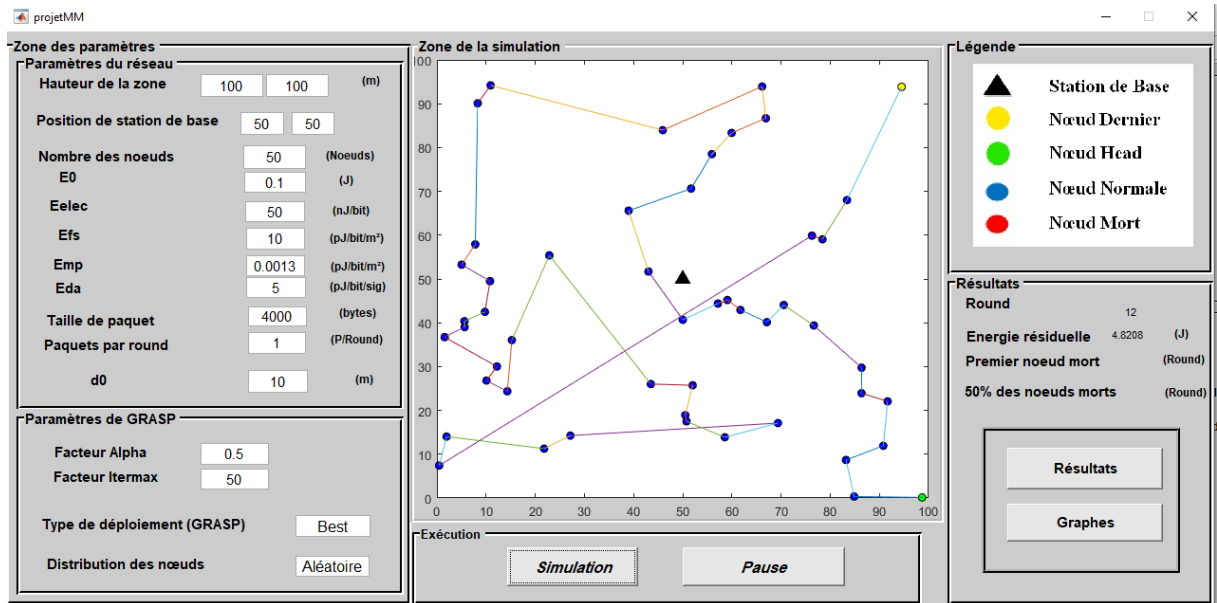 projetMM
Zone des paramètres
Paramètres du réseau
Hauteur de la zone 100 100 (m)
Position de station de base 50 50
Nombre des noeuds 50 (Noeuds)
E0 0.1 (J)
Eelec 50 (nJ/bit)
Efs 10 (pJ/bit/m²)
Emp 0.0013 (pJ/bit/m²)
Eda 5 (pJ/bit/sig)
Taille de paquet 4000 (bytes)
Paquets par round 1 (P/Round)
d0 10 (m)
Paramètres de GRASP
Facteur Alpha 0.5
Facteur Itermax 50
Type de déploiement (GRASP) Best
Distribution des nœuds Aléatoire
Zone de la simulation
100
90
80
70
60
50
40
30
20
10
0
0 10 20 30 40 50 60 70 80 90 100
Exécution
Simulation Pause
Légende
Station de Base
Nœud Dernier
Nœud Head
Nœud Normale
Nœud Mort
Résultats
Round
12
Energie résiduelle 4.8208 (J)
Premier noeud mort (Round)
50% des noeuds morts (Round)
Résultats
Graphes